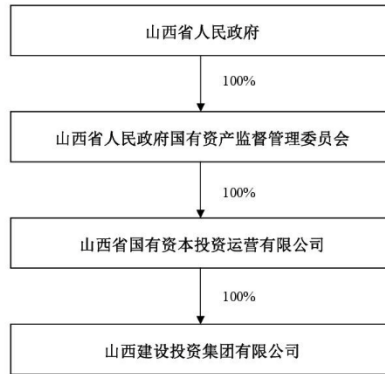 山西省人民政府
100%
山西省人民政府国有资产监督管理委员会
100%
山西省国有资本投资运营有限公司
100%
山西建设投资集团有限公司